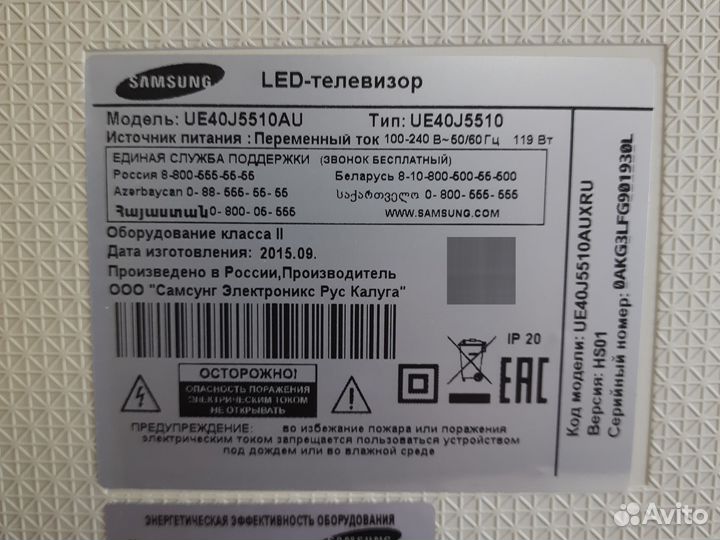 SAMSUNG
LED-телевизор
Модель: UE40J5510AU Тип: UE40J5510
Источник питания : Переменный ток 100-240 В~50/60 Гц 119 Вт
ЕДИНАЯ СЛУЖБА ПОДДЕРЖКИ (ЗВОНОК БЕСПЛАТНЫЙ)
Россия 8-800-555-55-55 Беларусь 8-10-800-500-55-500
Azərbaycan 0- 88- 555- 55- 55 საქართველო 0- 800- 555- 555
Հայաստան 0- 800- 05- 555 WWW.SAMSUNG.COM
Оборудование класса II
Дата изготовления: 2015.09.
Произведено в России,Производитель
ООО "Самсунг Электроникс Рус Калуга"
IP 20
EAC
ОСТОРОЖНО!
ОПАСНОСТЬ ПОРАЖЕНИЯ
ЭЛЕКТРИЧЕСКИМ ТОКОМ
НЕ ОТКРЫВАТЬ
ПРЕДУПРЕЖДЕНИЕ: во избежание пожара или поражения
электрическим током запрещается пользоваться устройством
под дождем или во влажной среде
Код модели: UE40J5510AUXRU
Версия: HS01
Серийный номер: 0AKG3LFG901930L
ЭНЕРГЕТИЧЕСКАЯ ЭФФЕКТИВНОСТЬ ОБОРУДОВАНИЯ
SAMSUNG
Avito